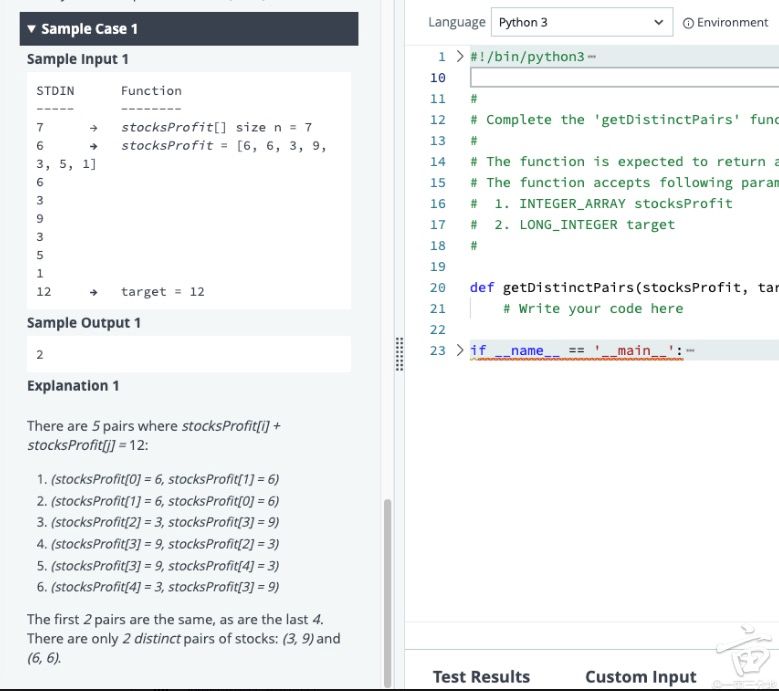 ▼ Sample Case 1
Sample Input 1
STDIN Function
----- --------
7 → stocksProfit[] size n = 7
6 → stocksProfit = [6, 6, 3, 9,
3, 5, 1]
6
3
9
3
5
1
12 → target = 12
Sample Output 1
2
Explanation 1
There are 5 pairs where stocksProfit[i] +
stocksProfit[j] = 12:
1. (stocksProfit[0] = 6, stocksProfit[1] = 6)
2. (stocksProfit[1] = 6, stocksProfit[0] = 6)
3. (stocksProfit[2] = 3, stocksProfit[3] = 9)
4. (stocksProfit[3] = 9, stocksProfit[2] = 3)
5. (stocksProfit[3] = 9, stocksProfit[4] = 3)
6. (stocksProfit[4] = 3, stocksProfit[3] = 9)
The first 2 pairs are the same, as are the last 4.
There are only 2 distinct pairs of stocks: (3, 9) and
(6, 6).
Language Python 3 Environment
1 #!/bin/python3
10
11 #
12 # Complete the 'getDistinctPairs' func
13 #
14 # The function is expected to return a
15 # The function accepts following param
16 # 1. INTEGER_ARRAY stocksProfit
17 # 2. LONG_INTEGER target
18 #
19
20 def getDistinctPairs(stocksProfit, tar
21 # Write your code here
22
23 if __name__ == '__main__':
Test Results Custom Input